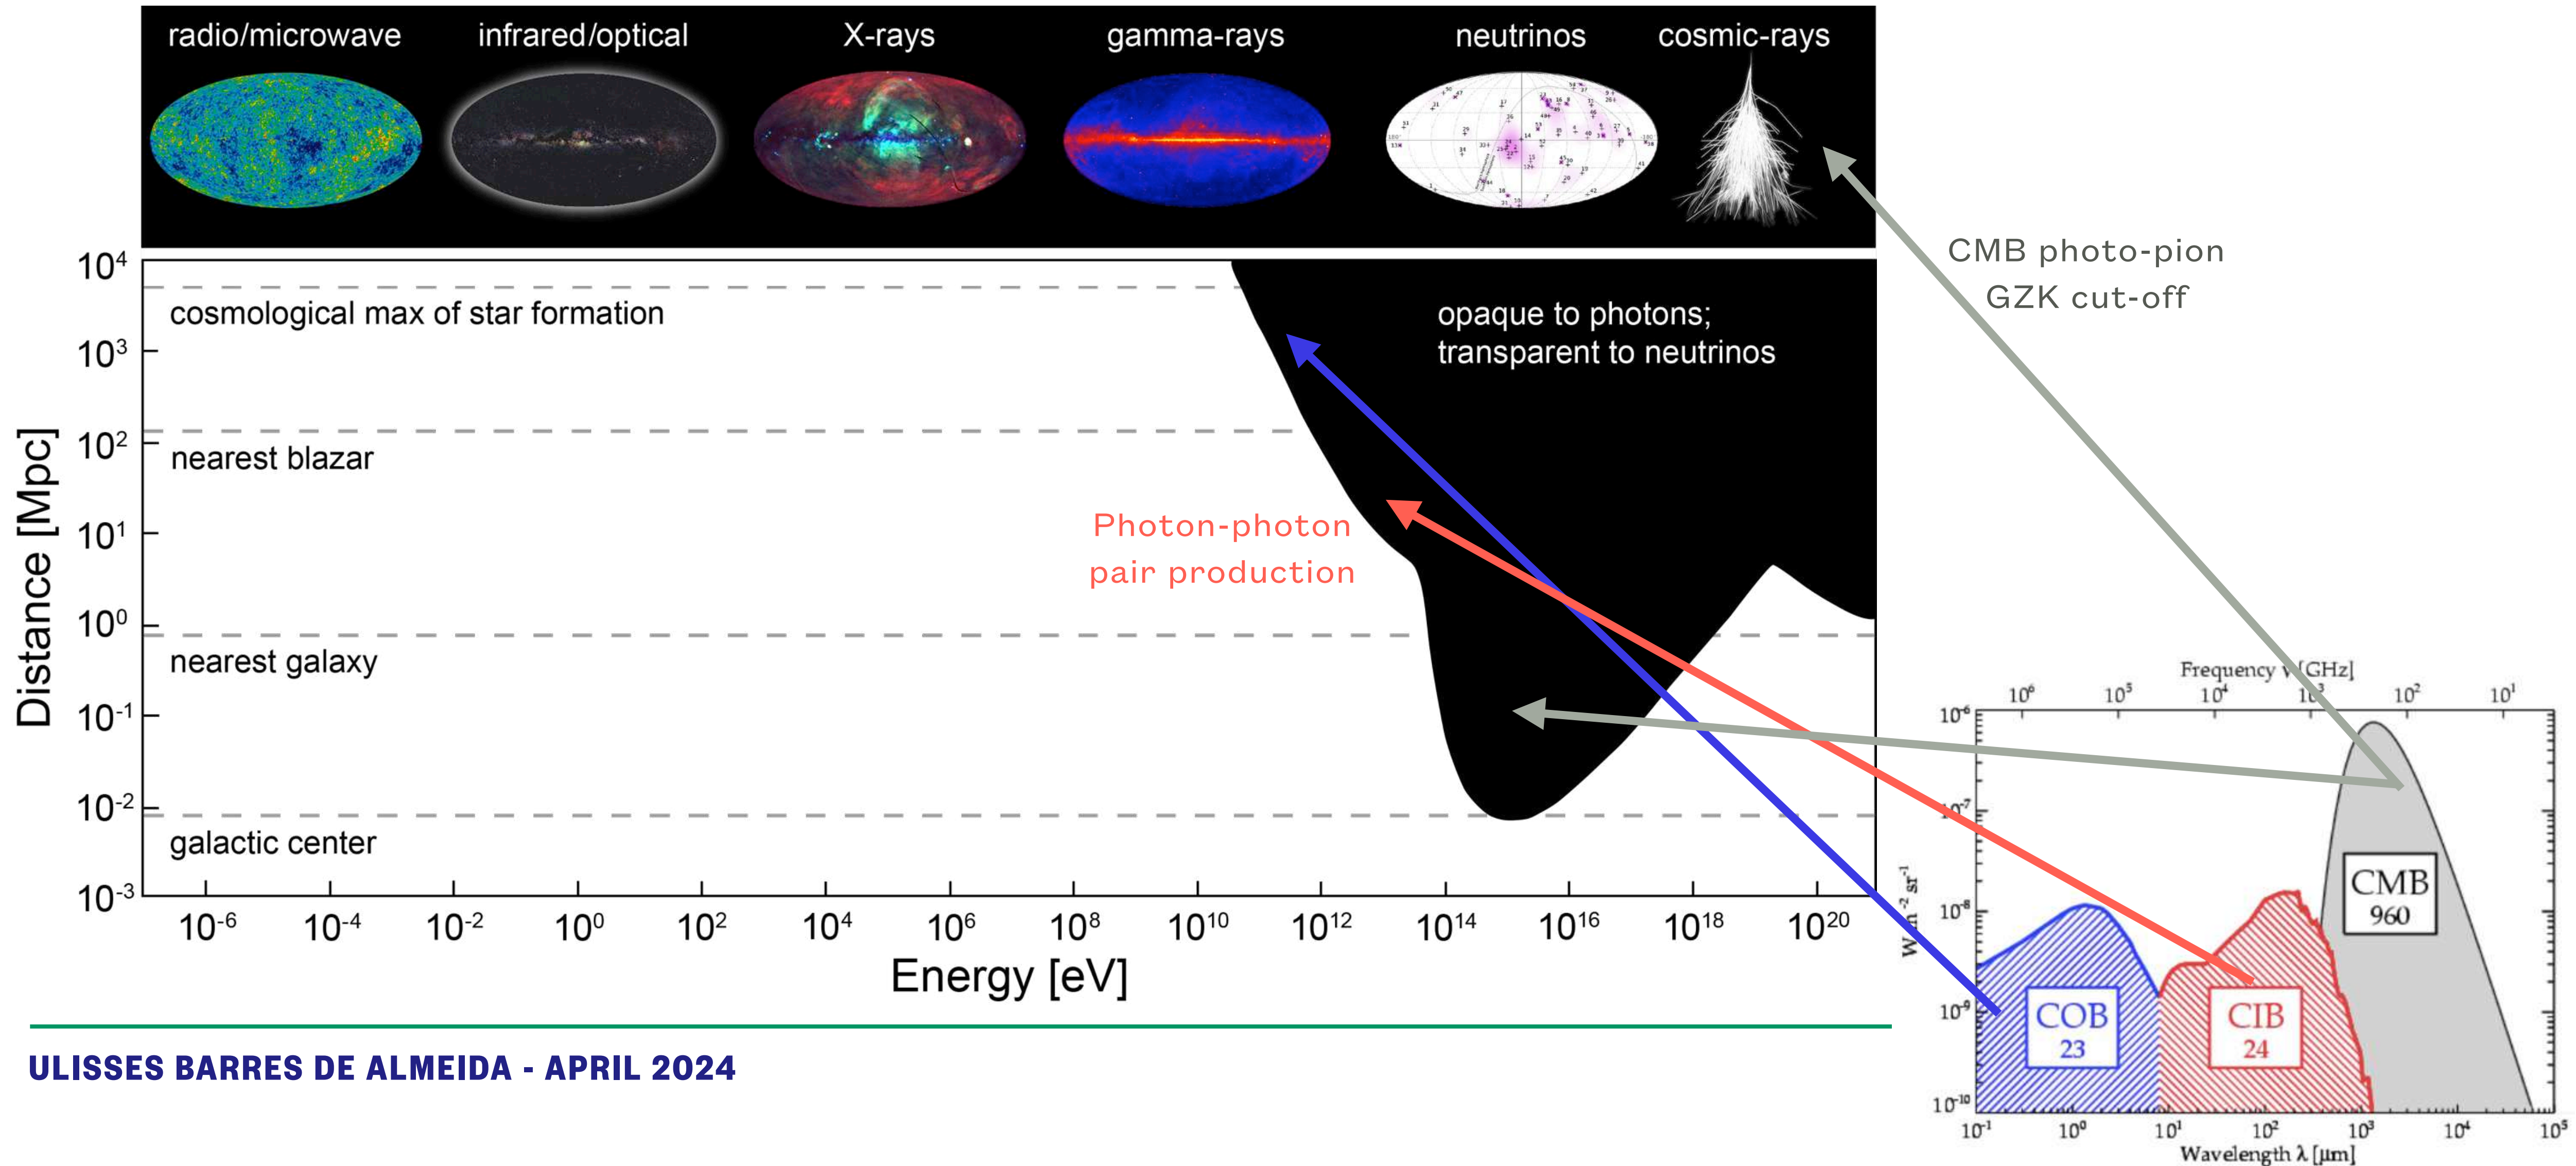 radio/microwave
infrared/optical
X-rays
gamma-rays
neutrinos
cosmic-rays
CMB photo-pion
GZK cut-off
10⁴
10³
10²
10¹
10⁰
10⁻¹
10⁻²
10⁻³
Distance [Mpc]
cosmological max of star formation
nearest blazar
nearest galaxy
galactic center
opaque to photons;
transparent to neutrinos
Photon-photon
pair production
10⁻⁶ 10⁻⁴ 10⁻² 10⁰ 10² 10⁴ 10⁶ 10⁸ 10¹⁰ 10¹² 10¹⁴ 10¹⁶ 10¹⁸ 10²⁰
Energy [eV]
ULISSES BARRES DE ALMEIDA - APRIL 2024
Frequency ν [GHz]
10⁶ 10⁵ 10⁴ 10³ 10² 10¹
10⁻⁶
10⁻⁷
10⁻⁸
10⁻⁹
10⁻¹⁰
COB
23
CIB
24
CMB
960
10⁻¹ 10⁰ 10¹ 10² 10³ 10⁴ 10⁵
Wavelength λ [μm]